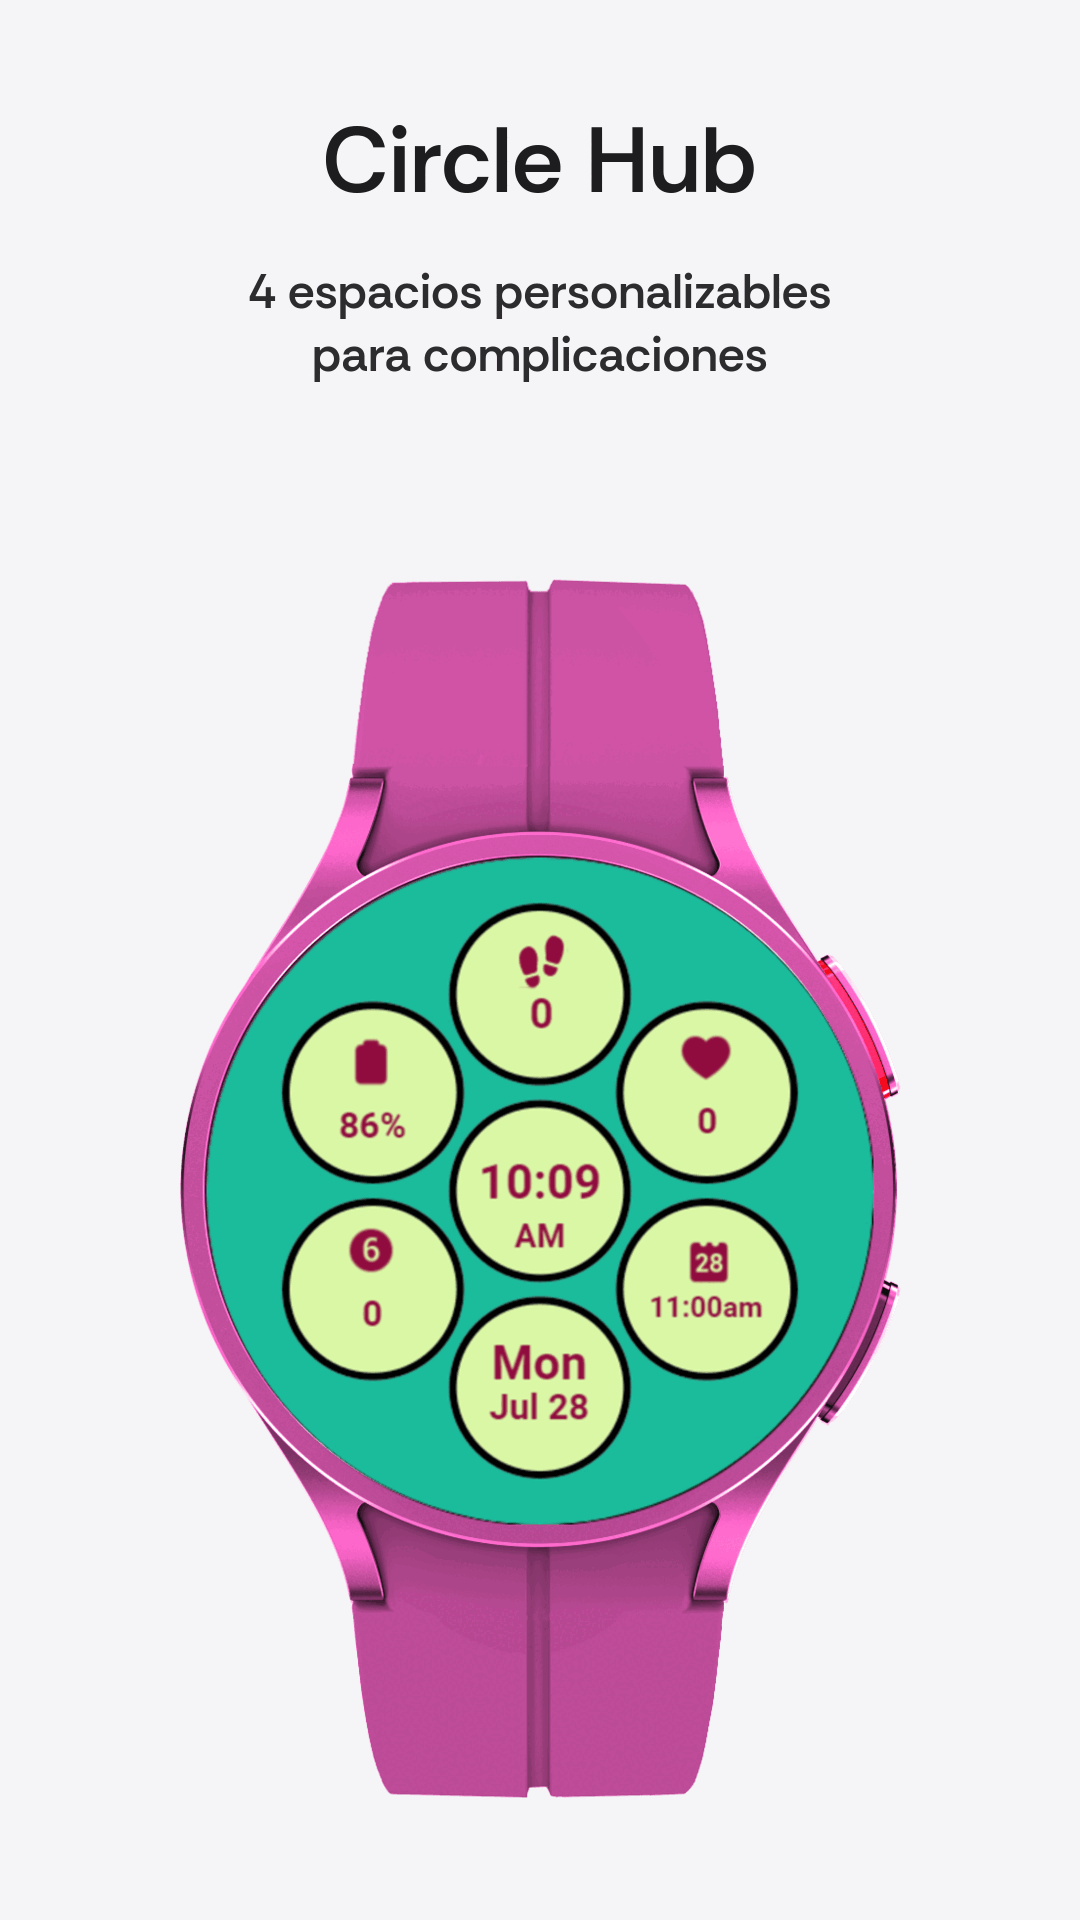 Circle Hub
4 espacios personalizables
para complicaciones
0
86%
0
10:09
AM
6
0
28
11:00am
Mon
Jul 28